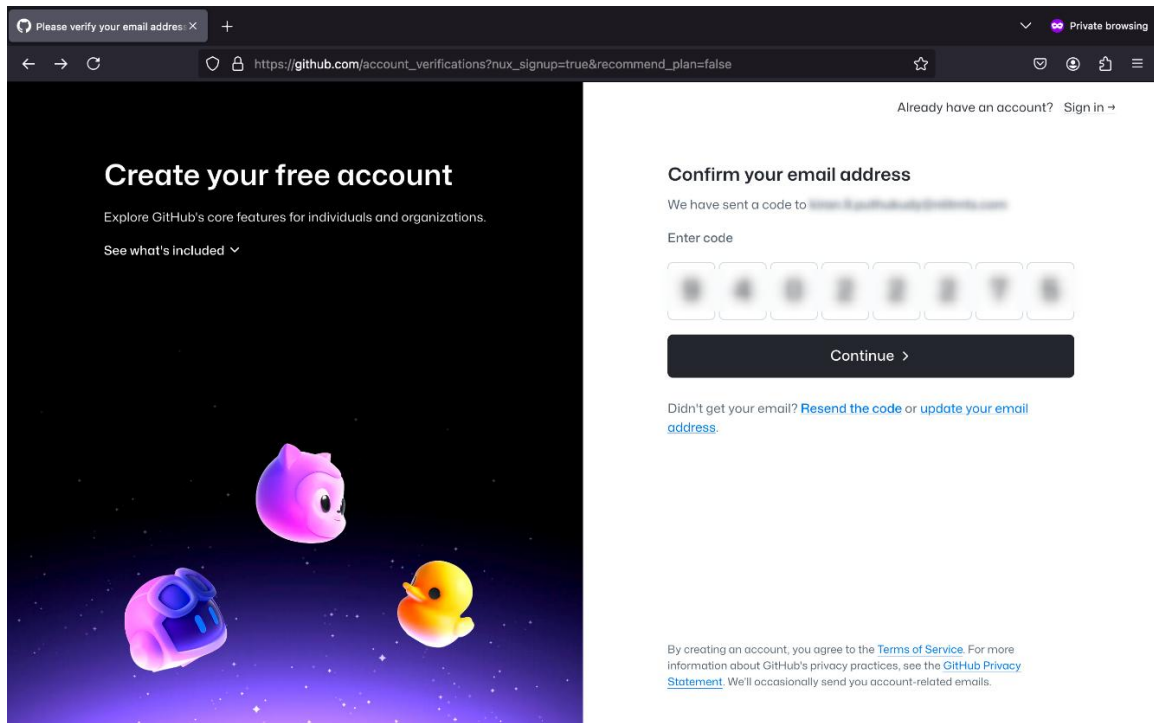 Please verify your email address
Private browsing
https://github.com/account_verifications?nux_signup=true&recommend_plan=false
Already have an account? Sign in →
Create your free account
Explore GitHub's core features for individuals and organizations.
See what's included
Confirm your email address
We have sent a code to
Enter code
Continue >
Didn't get your email? Resend the code or update your email
address.
By creating an account, you agree to the Terms of Service. For more
information about GitHub's privacy practices, see the GitHub Privacy
Statement. We'll occasionally send you account-related emails.